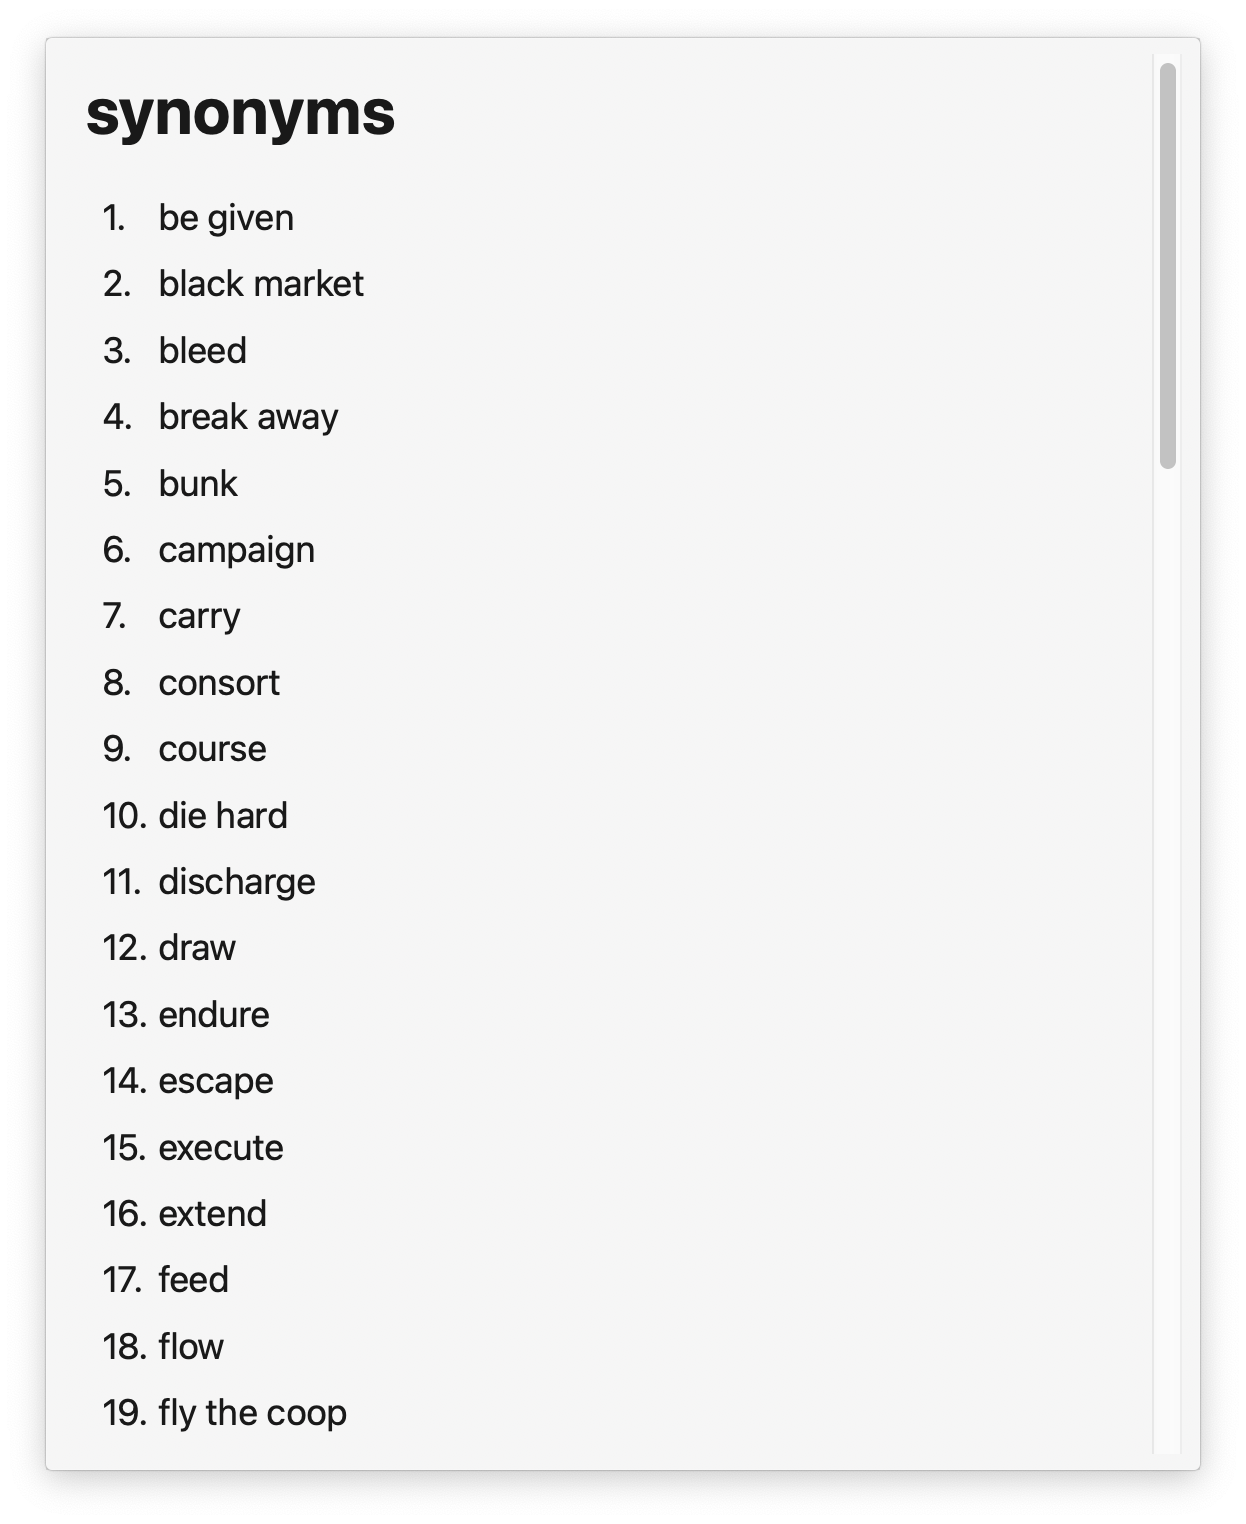 synonyms
1. be given
2. black market
3. bleed
4. break away
5. bunk
6. campaign
7. carry
8. consort
9. course
10. die hard
11. discharge
12. draw
13. endure
14. escape
15. execute
16. extend
17. feed
18. flow
19. fly the coop